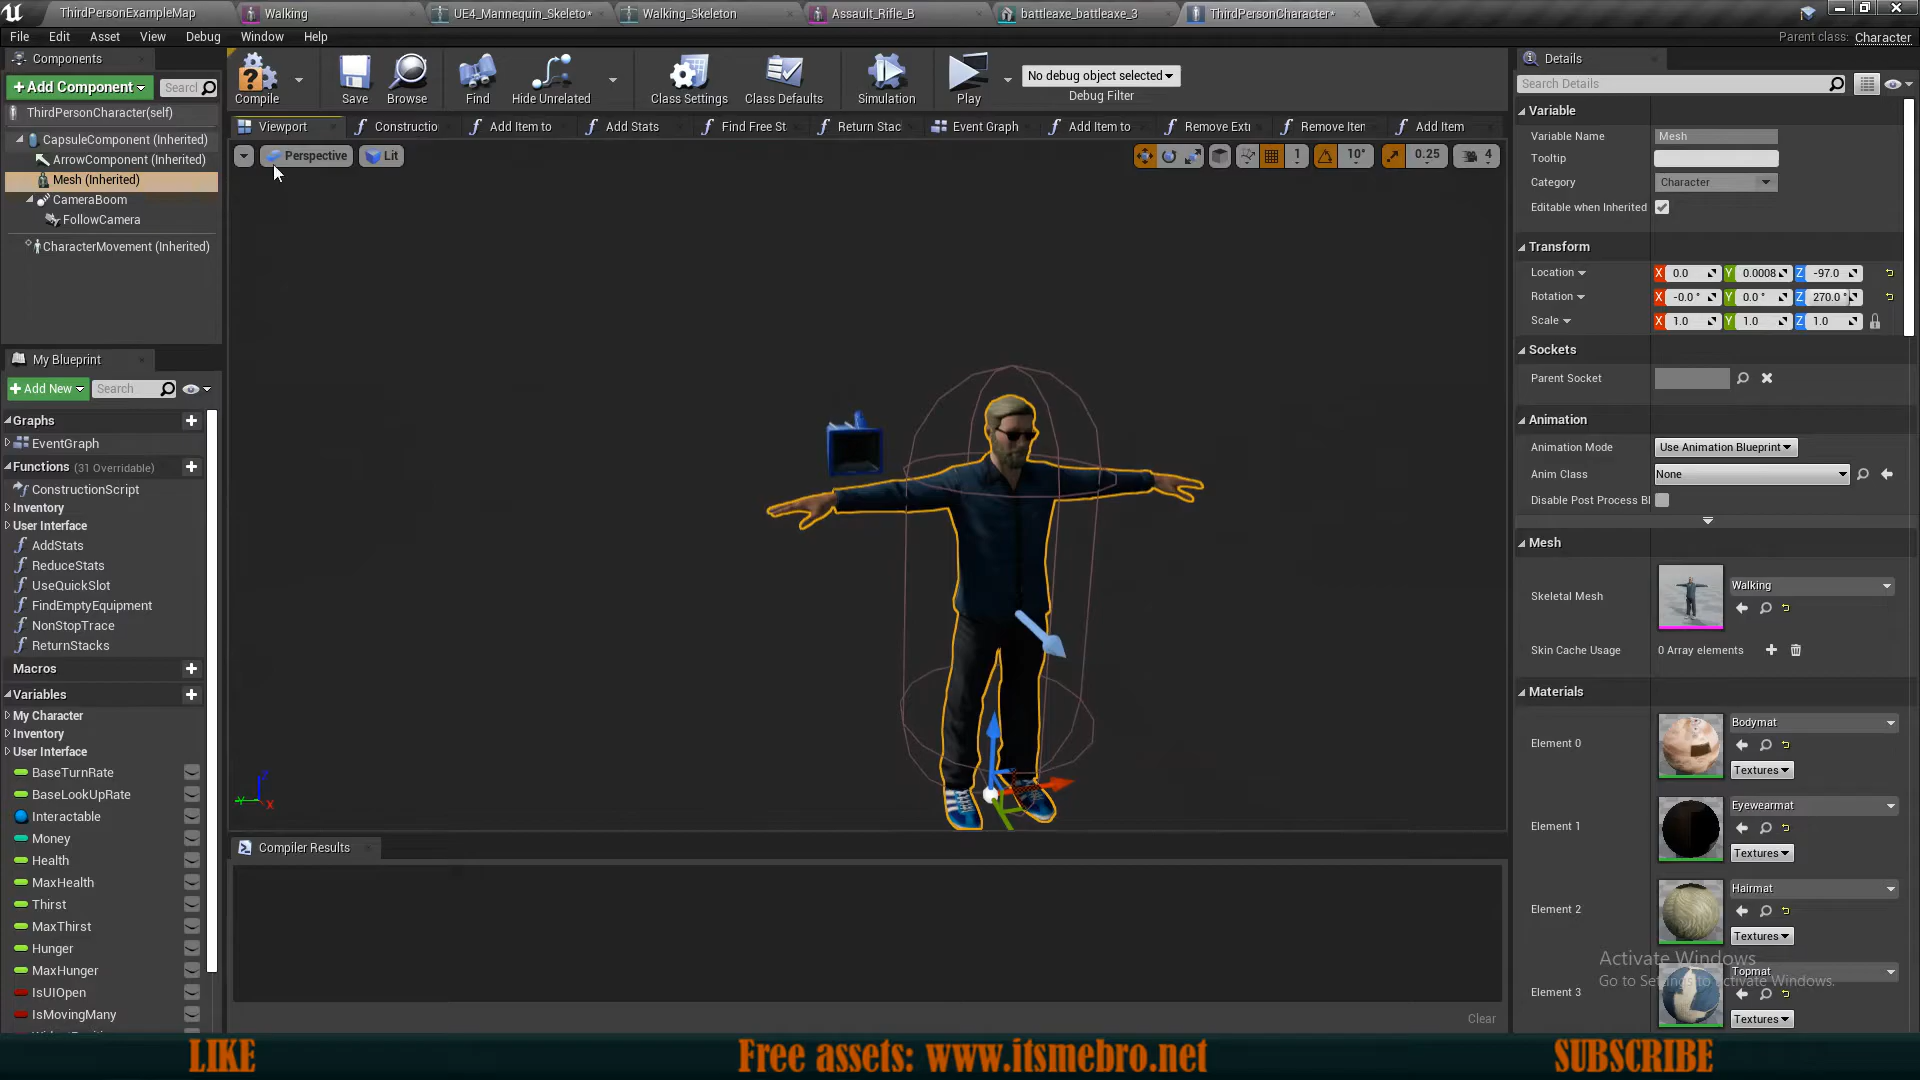 ThirdPersonExampleMap
Walking
UE4_Mannequin_Skeleto*
Walking_Skeleton
Assault_Rifle_B
battleaxe_battleaxe_3
ThirdPersonCharacter*
File Edit Asset View Debug Window Help
Parent class: Character
Components
+Add Component
Search
ThirdPersonCharacter(self)
CapsuleComponent (Inherited)
ArrowComponent (Inherited)
Mesh (Inherited)
CameraBoom
FollowCamera
CharacterMovement (Inherited)
Compile
Save
Browse
Find
Hide Unrelated
Class Settings
Class Defaults
Simulation
Play
No debug object selected
Debug Filter
Viewport
Constructio
Add Item to
Add Stats
Find Free St
Return Stac
Event Graph
Add Item to
Remove Exti
Remove Iter
Add Item
Perspective
Lit
1
10°
0.25
4
My Blueprint
+Add New
Search
Graphs
EventGraph
Functions (31 Overridable)
ConstructionScript
Inventory
User Interface
AddStats
ReduceStats
UseQuickSlot
FindEmptyEquipment
NonStopTrace
ReturnStacks
Macros
Variables
My Character
Inventory
User Interface
BaseTurnRate
BaseLookUpRate
Interactable
Money
Health
MaxHealth
Thirst
MaxThirst
Hunger
MaxHunger
IsUIOpen
IsMovingMany
Z
Y
X
Compiler Results
Clear
Details
Search Details
Variable
Variable Name Mesh
Tooltip
Category Character
Editable when Inherited
Transform
Location X 0.0 Y 0.0008 Z -97.0
Rotation X -0.0 ° Y 0.0 ° Z 270.0 °
Scale X 1.0 Y 1.0 Z 1.0
Sockets
Parent Socket
Animation
Animation Mode Use Animation Blueprint
Anim Class None
Disable Post Process Bl
Mesh
Skeletal Mesh
Walking
Skin Cache Usage 0 Array elements
Materials
Element 0
Bodymat
Textures
Element 1
Eyewearmat
Textures
Element 2
Hairmat
Textures
Element 3
Topmat
Textures
Activate Windows
Go to Settings to activate Windows.
LIKE
Free assets: www.itsmebro.net
SUBSCRIBE